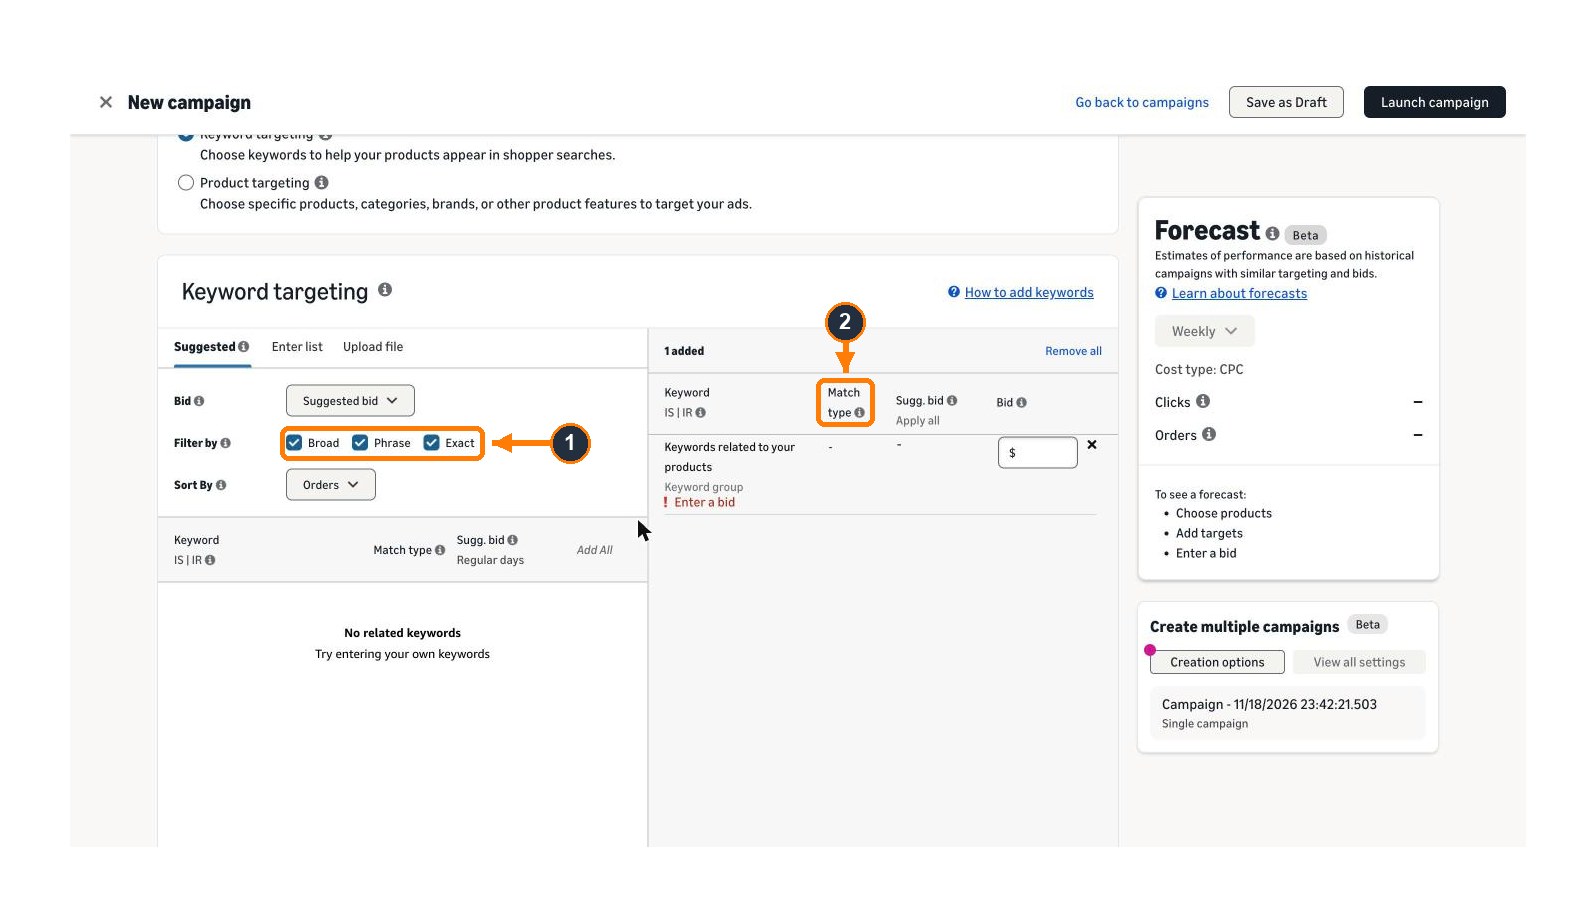 New campaign
Go back to campaigns
Save as Draft
Launch campaign
Keyword targeting
Choose keywords to help your products appear in shopper searches.
Product targeting
Choose specific products, categories, brands, or other product features to target your ads.
Keyword targeting
How to add keywords
Suggested
Enter list
Upload file
Bid
Suggested bid
Filter by
Broad
Phrase
Exact
1
Sort By
Orders
Keyword
IS | IR
Match type
Sugg. bid
Regular days
Add All
No related keywords
Try entering your own keywords
2
1 added
Remove all
Keyword
IS | IR
Match
type
Sugg. bid
Apply all
Bid
Keywords related to your
products
Keyword group
! Enter a bid
-
-
$
Forecast
Beta
Estimates of performance are based on historical
campaigns with similar targeting and bids.
Learn about forecasts
Weekly
Cost type: CPC
Clicks –
Orders –
To see a forecast:
• Choose products
• Add targets
• Enter a bid
Create multiple campaigns
Beta
Creation options
View all settings
Campaign - 11/18/2026 23:42:21.503
Single campaign